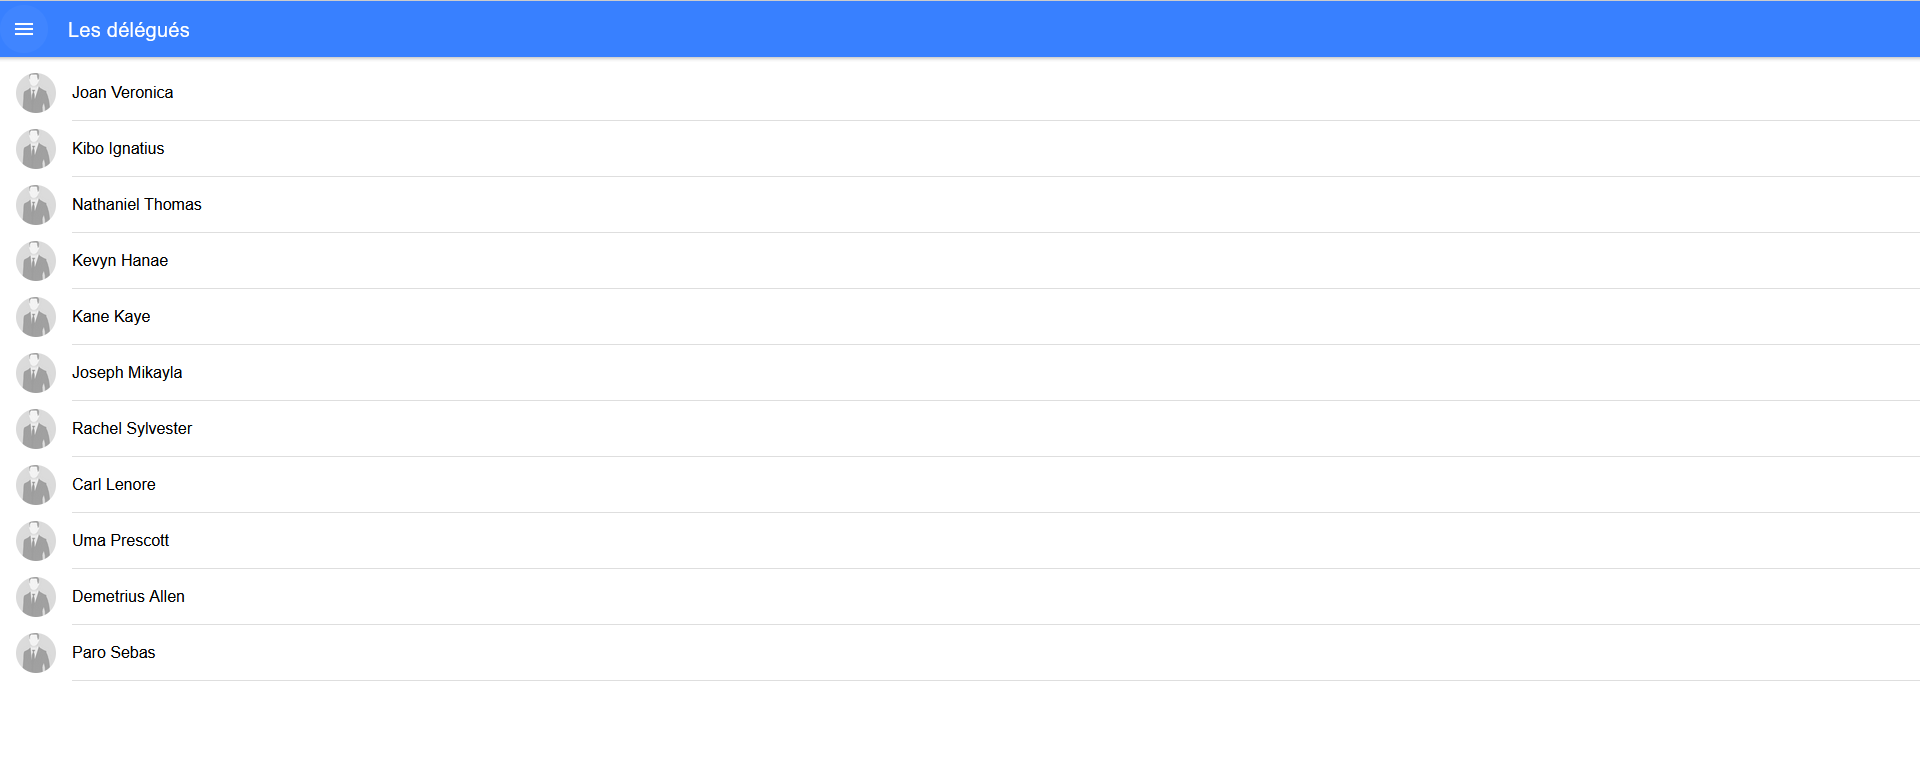 Les délégués
Joan Veronica
Kibo Ignatius
Nathaniel Thomas
Kevyn Hanae
Kane Kaye
Joseph Mikayla
Rachel Sylvester
Carl Lenore
Uma Prescott
Demetrius Allen
Paro Sebas